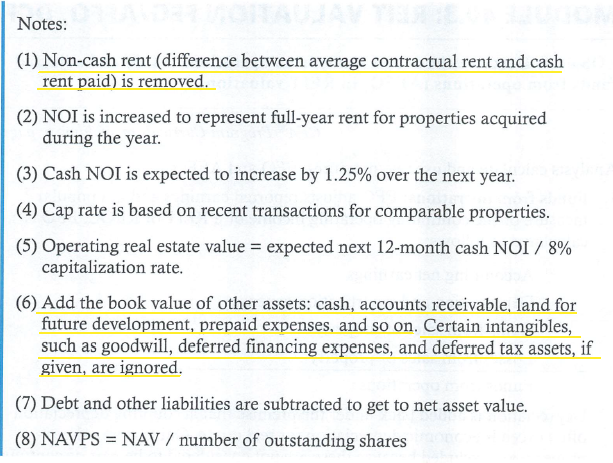 Notes:
(1) Non-cash rent (difference between average contractual rent and cash
rent paid) is removed.
(2) NOI is increased to represent full-year rent for properties acquired
during the year.
(3) Cash NOI is expected to increase by 1.25% over the next year.
(4) Cap rate is based on recent transactions for comparable properties.
(5) Operating real estate value = expected next 12-month cash NOI / 8%
capitalization rate.
(6) Add the book value of other assets: cash, accounts receivable, land for
future development, prepaid expenses, and so on. Certain intangibles,
such as goodwill, deferred financing expenses, and deferred tax assets, if
given, are ignored.
(7) Debt and other liabilities are subtracted to get to net asset value.
(8) NAVPS = NAV / number of outstanding shares